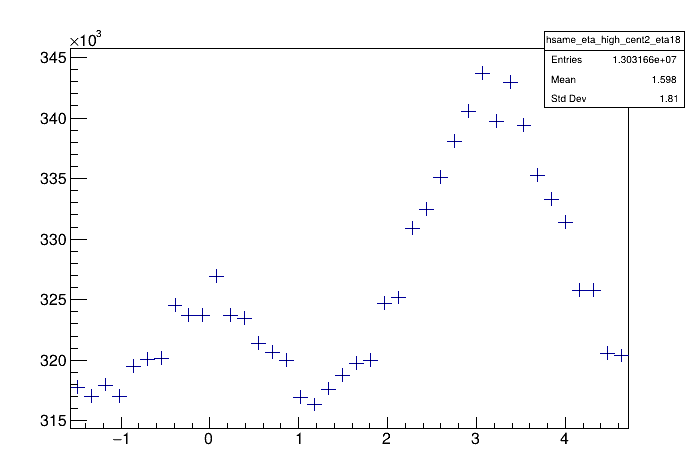 ×10³
hsame_eta_high_cent2_eta18
Entries 1.303166e+07
Mean 1.598
Std Dev 1.81
345
340
335
330
325
320
315
−1 0 1 2 3 4